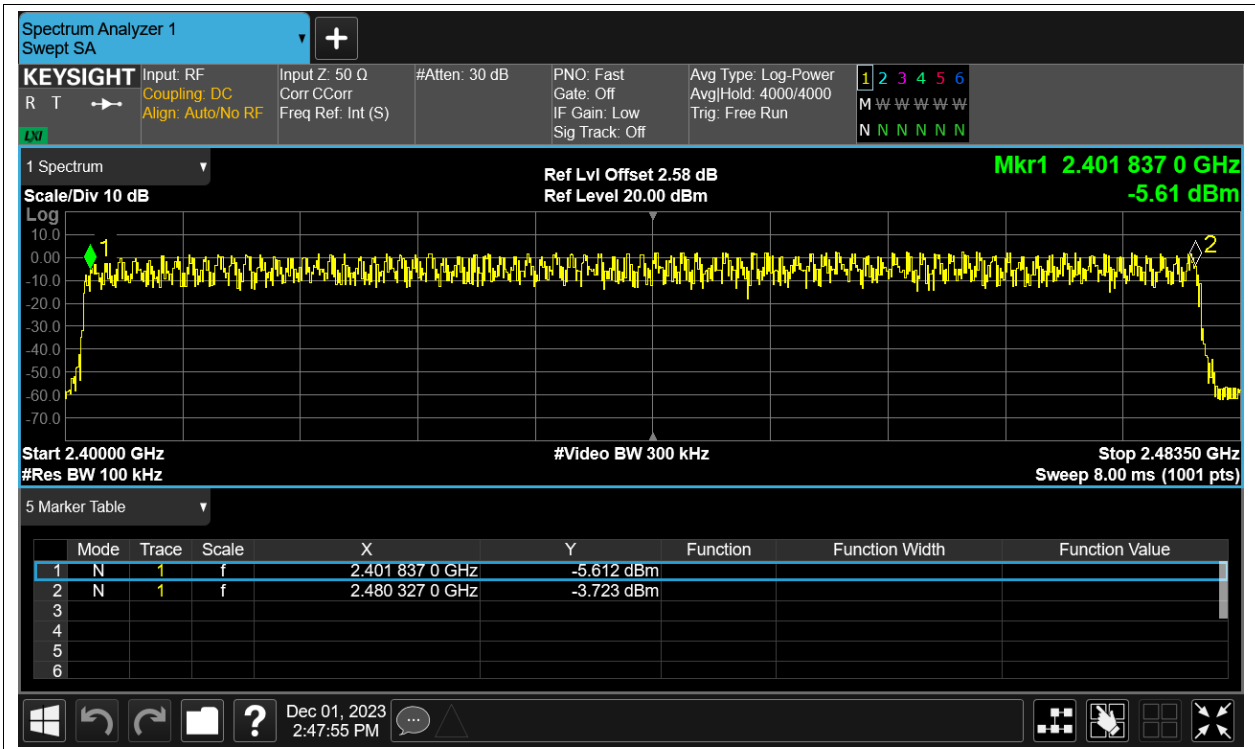 Spectrum Analyzer 1
Swept SA
KEYSIGHT
R T
LXI
Input: RF
Coupling: DC
Align: Auto/No RF
Input Z: 50 Ω
Corr CCorr
Freq Ref: Int (S)
#Atten: 30 dB
PNO: Fast
Gate: Off
IF Gain: Low
Sig Track: Off
Avg Type: Log-Power
Avg|Hold: 4000/4000
Trig: Free Run
1 2 3 4 5 6
M W W W W W
N N N N N N
1 Spectrum
Scale/Div 10 dB
Ref Lvl Offset 2.58 dB
Ref Level 20.00 dBm
Mkr1 2.401 837 0 GHz
-5.61 dBm
Log
10.0
0.00
-10.0
-20.0
-30.0
-40.0
-50.0
-60.0
-70.0
1
2
Start 2.40000 GHz
#Res BW 100 kHz
#Video BW 300 kHz
Stop 2.48350 GHz
Sweep 8.00 ms (1001 pts)
5 Marker Table
Mode Trace Scale X Y Function Function Width Function Value
1 N 1 f 2.401 837 0 GHz -5.612 dBm
2 N 1 f 2.480 327 0 GHz -3.723 dBm
3
4
5
6
?
Dec 01, 2023
2:47:55 PM